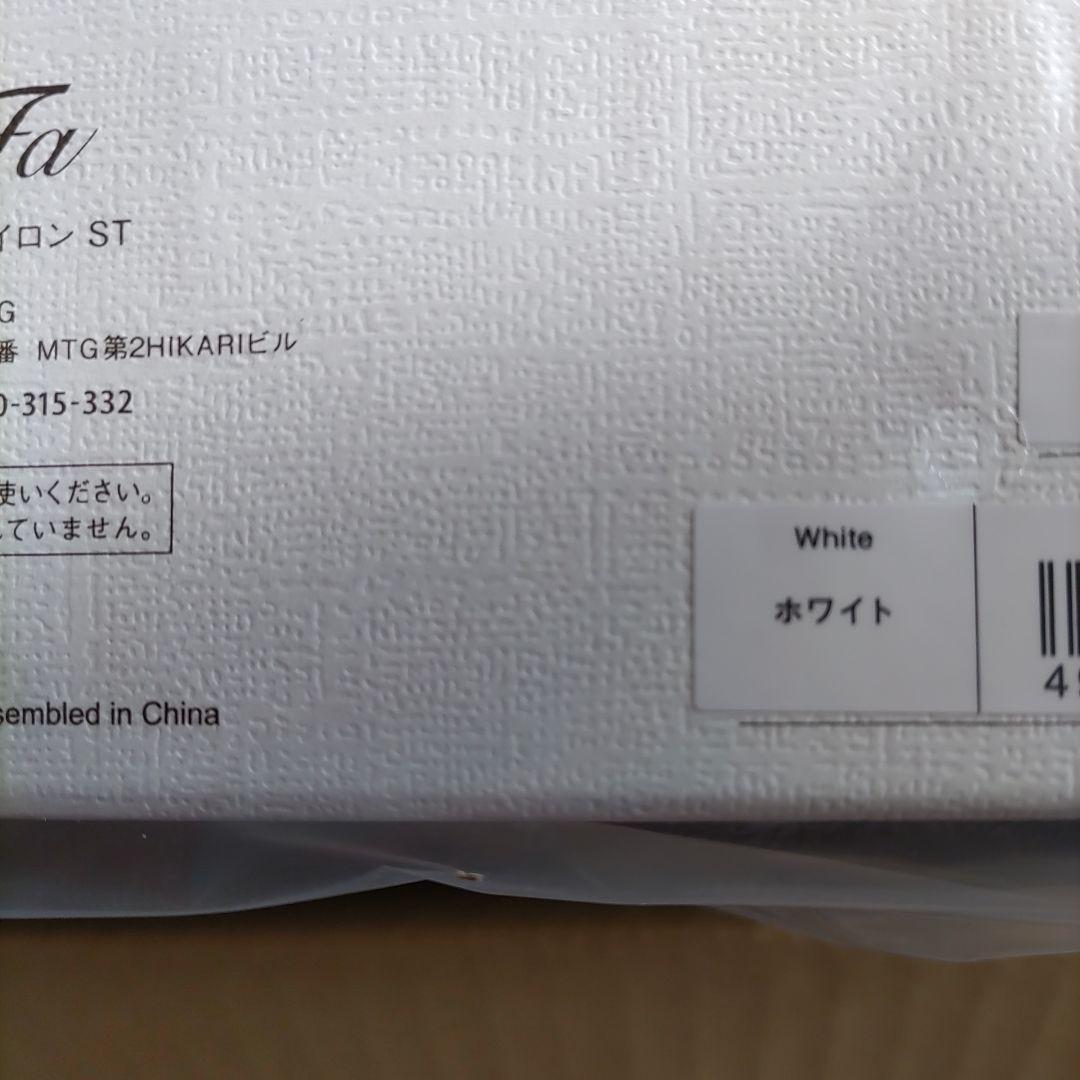 Fa
イロン ST
G
番 MTG第2HIKARIビル
0-315-332
使いください。
していません。
White
ホワイト
49
sembled in China